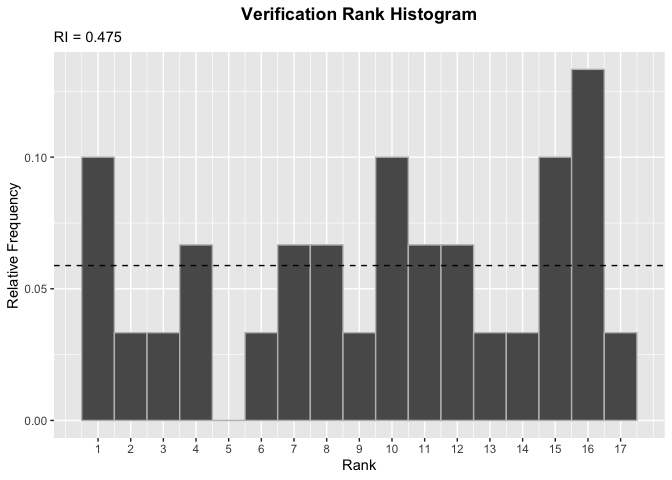 Verification Rank Histogram
RI = 0.475
Relative Frequency
0.10
0.05
0.00
1 2 3 4 5 6 7 8 9 10 11 12 13 14 15 16 17
Rank